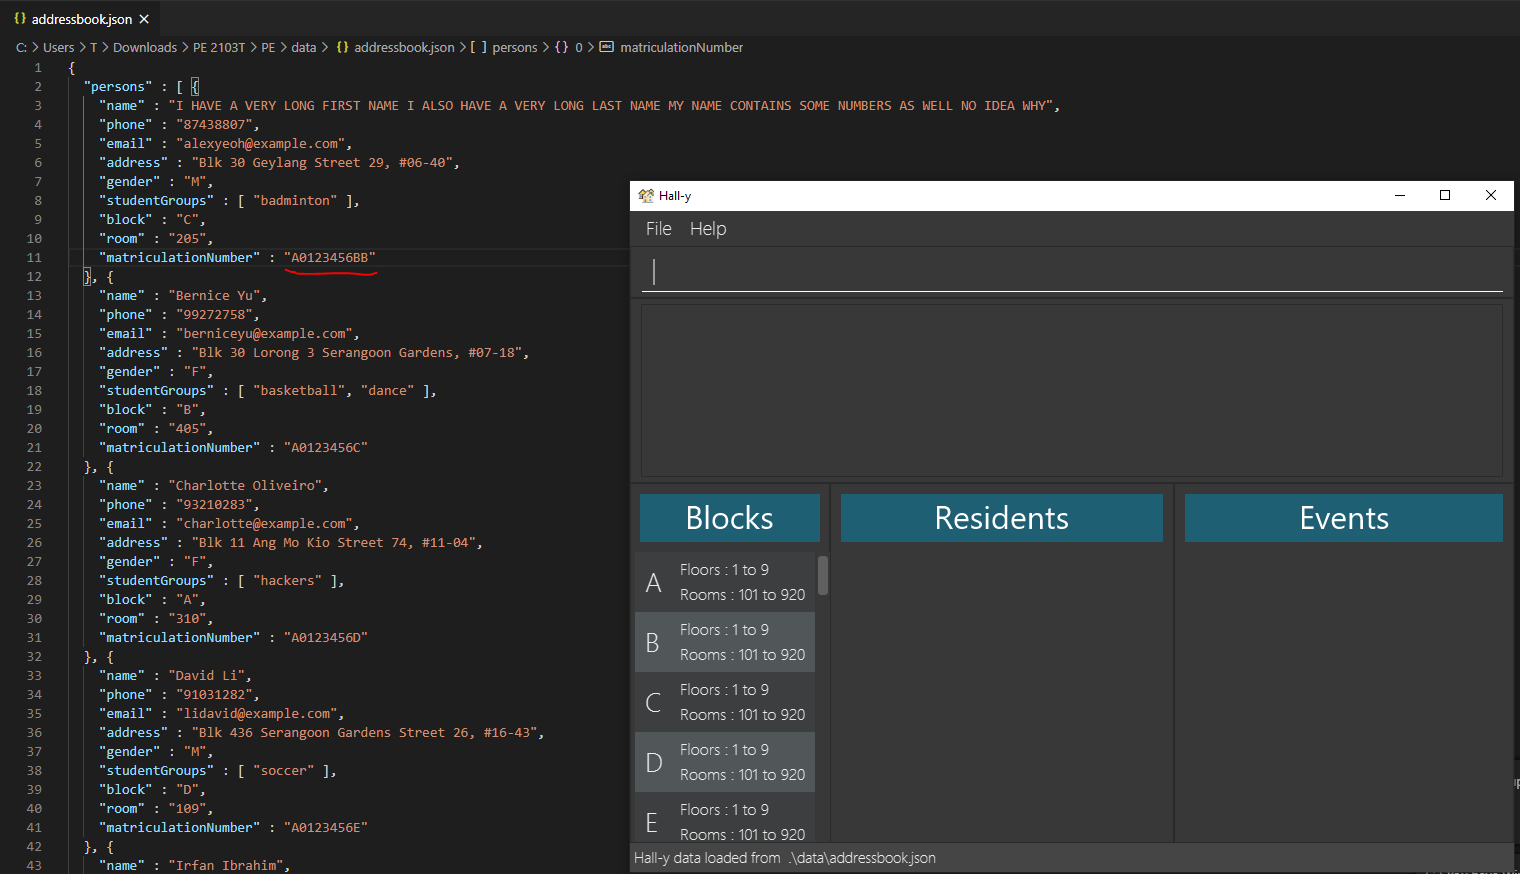 addressbook.json
C: > Users > T > Downloads > PE 2103T > PE > data > {} addressbook.json > [ ] persons > {} 0 > abc matriculationNumber
1 {
2 "persons" : [ {
3 "name" : "I HAVE A VERY LONG FIRST NAME I ALSO HAVE A VERY LONG LAST NAME MY NAME CONTAINS SOME NUMBERS AS WELL NO IDEA WHY",
4 "phone" : "87438807",
5 "email" : "alexyeoh@example.com",
6 "address" : "Blk 30 Geylang Street 29, #06-40",
7 "gender" : "M",
8 "studentGroups" : [ "badminton" ],
9 "block" : "C",
10 "room" : "205",
11 "matriculationNumber" : "A0123456BB"
12 }, {
13 "name" : "Bernice Yu",
14 "phone" : "99272758",
15 "email" : "berniceyu@example.com",
16 "address" : "Blk 30 Lorong 3 Serangoon Gardens, #07-18",
17 "gender" : "F",
18 "studentGroups" : [ "basketball", "dance" ],
19 "block" : "B",
20 "room" : "405",
21 "matriculationNumber" : "A0123456C"
22 }, {
23 "name" : "Charlotte Oliveiro",
24 "phone" : "93210283",
25 "email" : "charlotte@example.com",
26 "address" : "Blk 11 Ang Mo Kio Street 74, #11-04",
27 "gender" : "F",
28 "studentGroups" : [ "hackers" ],
29 "block" : "A",
30 "room" : "310",
31 "matriculationNumber" : "A0123456D"
32 }, {
33 "name" : "David Li",
34 "phone" : "91031282",
35 "email" : "lidavid@example.com",
36 "address" : "Blk 436 Serangoon Gardens Street 26, #16-43",
37 "gender" : "M",
38 "studentGroups" : [ "soccer" ],
39 "block" : "D",
40 "room" : "109",
41 "matriculationNumber" : "A0123456E"
42 }, {
43 "name" : "Irfan Ibrahim",
Hall-y
File Help
Blocks
A
Floors : 1 to 9
Rooms : 101 to 920
B
Floors : 1 to 9
Rooms : 101 to 920
C
Floors : 1 to 9
Rooms : 101 to 920
D
Floors : 1 to 9
Rooms : 101 to 920
E
Floors : 1 to 9
Rooms : 101 to 920
Residents
Events
Hall-y data loaded from .\data\addressbook.json